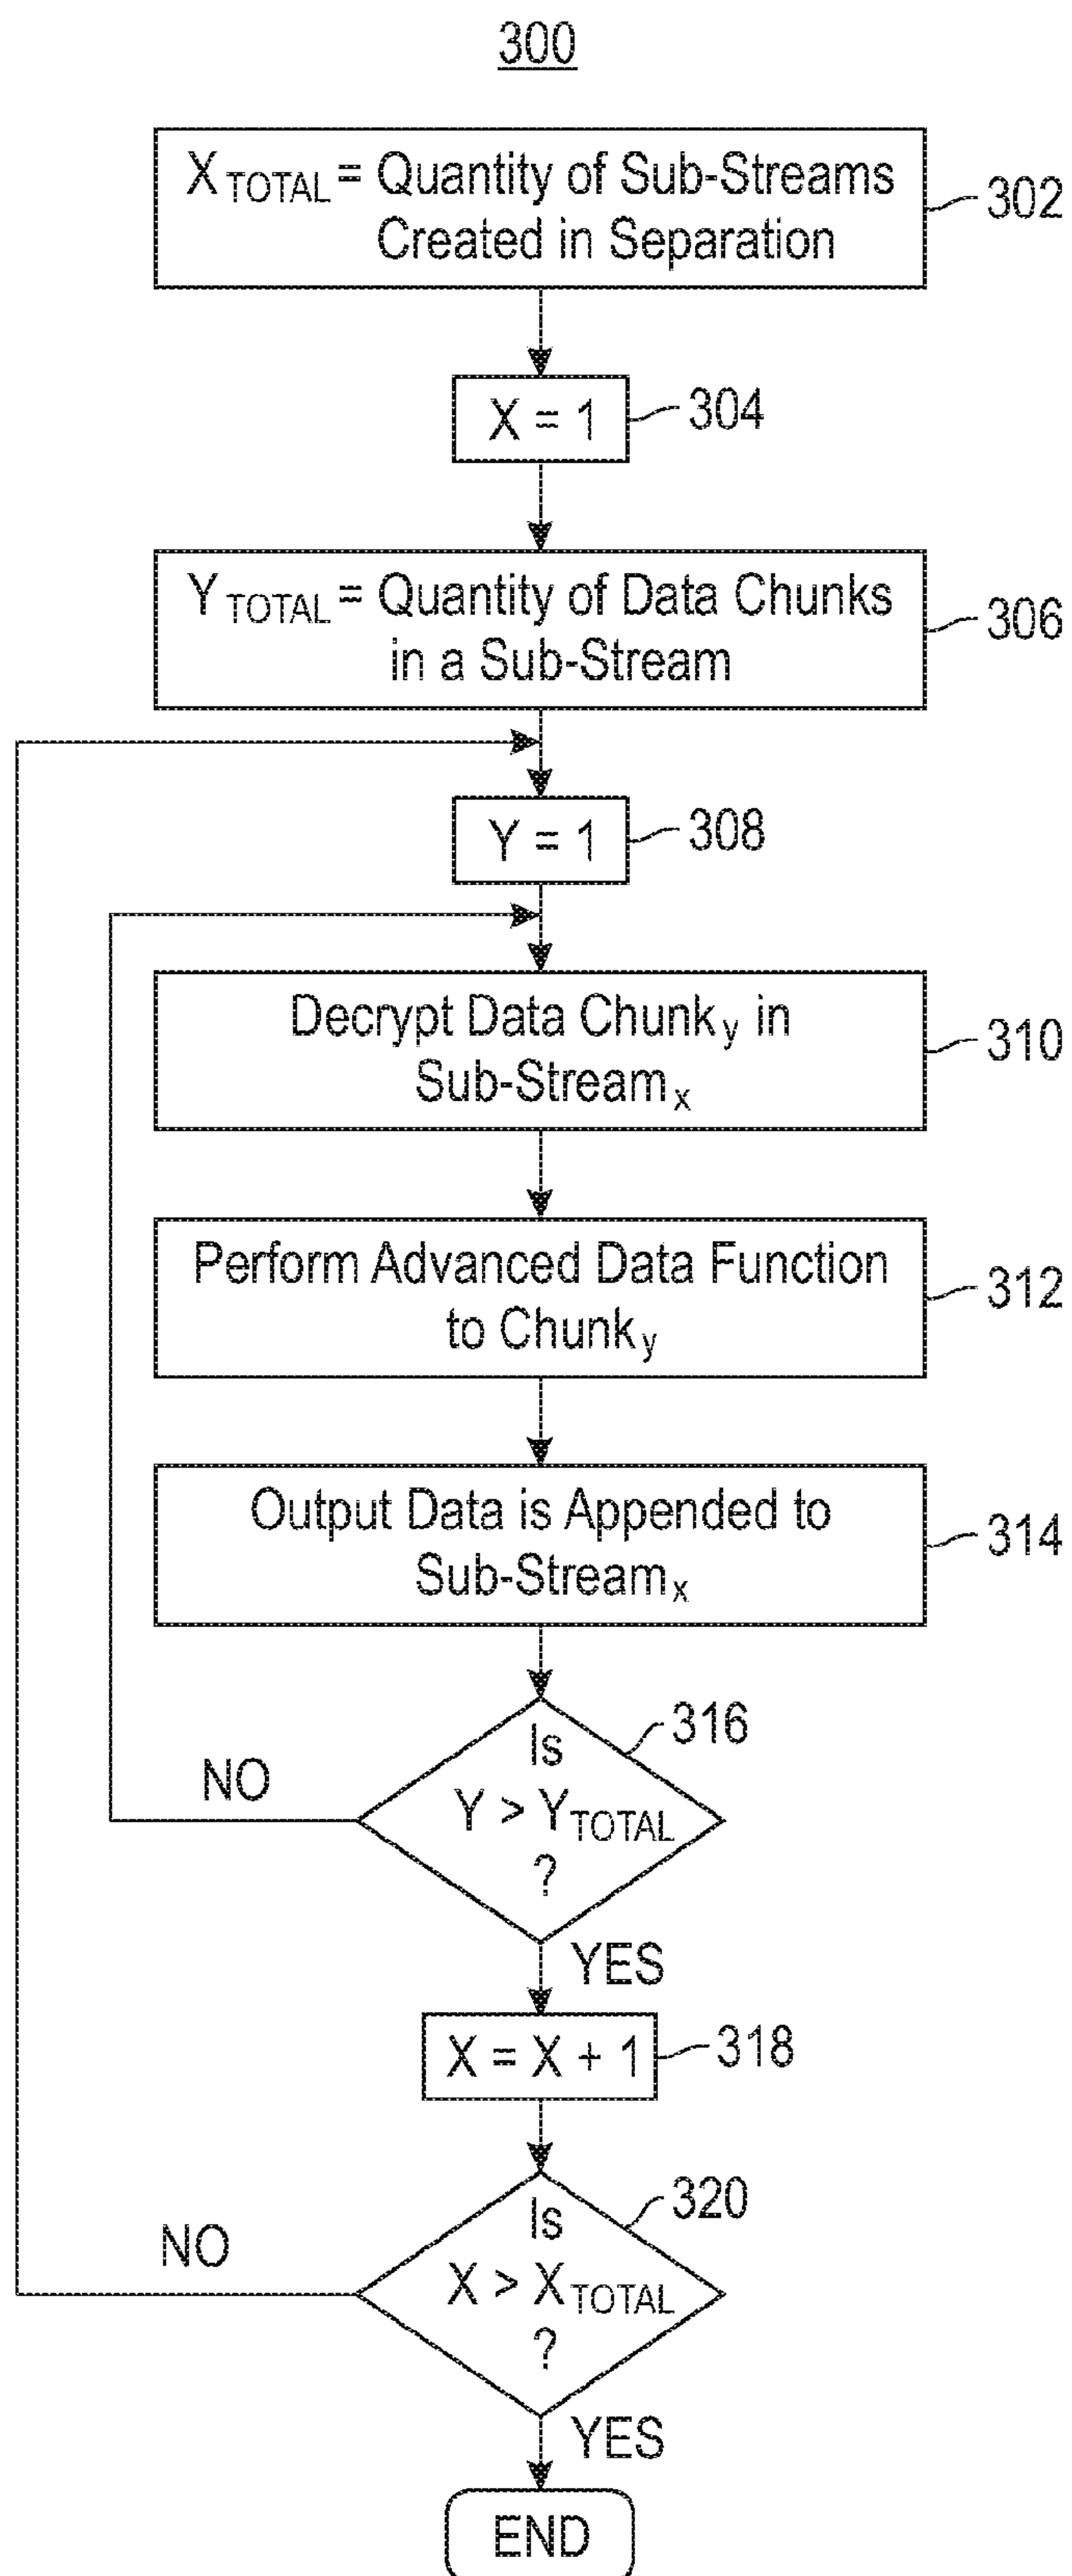 300
X TOTAL = Quantity of Sub-Streams
Created in Separation
302
X = 1
304
Y TOTAL = Quantity of Data Chunks
in a Sub-Stream
306
Y = 1
308
Decrypt Data Chunk y in
Sub-Stream x
310
Perform Advanced Data Function
to Chunk y
312
Output Data is Appended to
Sub-Stream x
314
Is
Y > Y TOTAL
?
316
NO
YES
X = X + 1
318
Is
X > X TOTAL
?
320
NO
YES
END